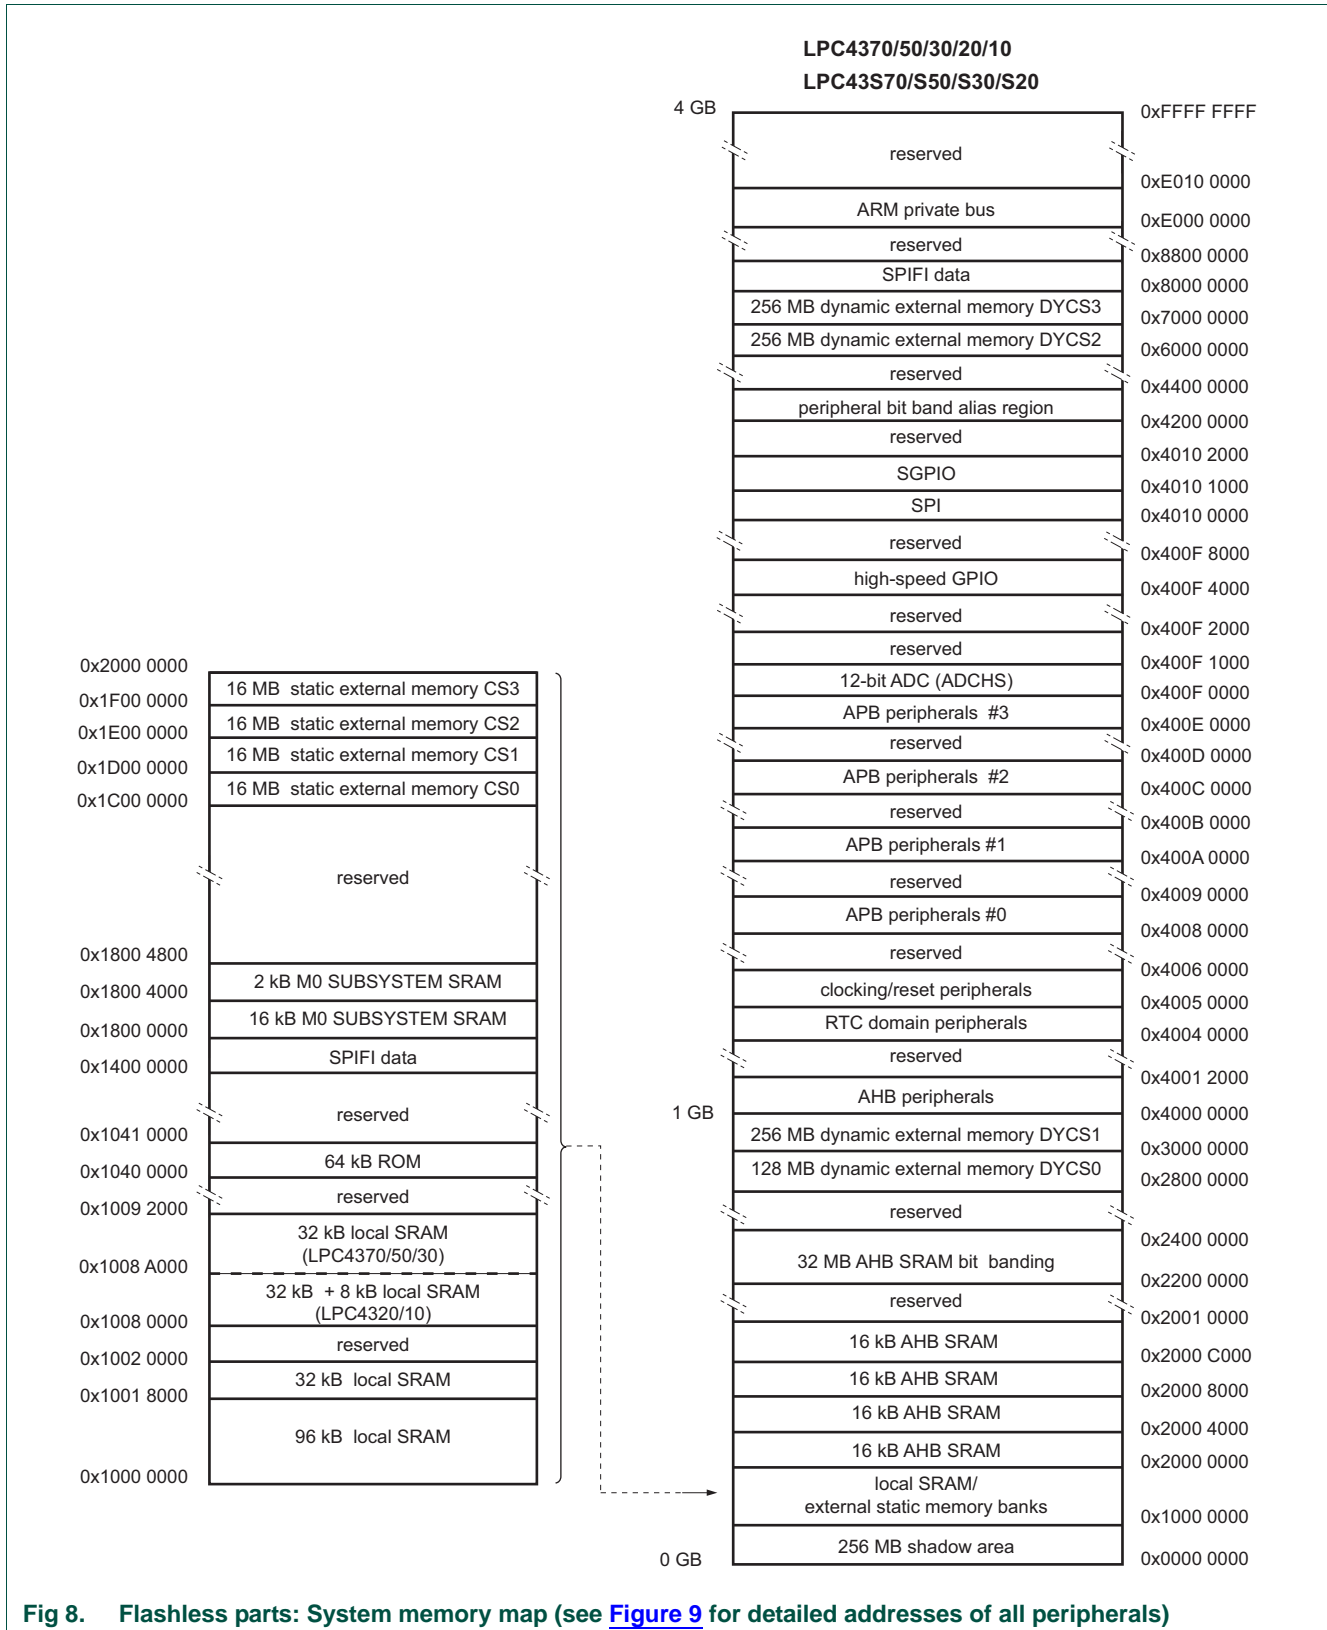 LPC4370/50/30/20/10
LPC43S70/S50/S30/S20
4 GB
0xFFFF FFFF
reserved
0xE010 0000
ARM private bus
0xE000 0000
reserved
0x8800 0000
SPIFI data
0x8000 0000
256 MB dynamic external memory DYCS3
0x7000 0000
256 MB dynamic external memory DYCS2
0x6000 0000
reserved
0x4400 0000
peripheral bit band alias region
0x4200 0000
reserved
0x4010 2000
SGPIO
0x4010 1000
SPI
0x4010 0000
reserved
0x400F 8000
high-speed GPIO
0x400F 4000
reserved
0x400F 2000
reserved
0x400F 1000
12-bit ADC (ADCHS)
0x400F 0000
APB peripherals #3
0x400E 0000
reserved
0x400D 0000
APB peripherals #2
0x400C 0000
reserved
0x400B 0000
APB peripherals #1
0x400A 0000
reserved
0x4009 0000
APB peripherals #0
0x4008 0000
reserved
0x4006 0000
clocking/reset peripherals
0x4005 0000
RTC domain peripherals
0x4004 0000
reserved
0x4001 2000
AHB peripherals
1 GB
0x4000 0000
256 MB dynamic external memory DYCS1
0x3000 0000
128 MB dynamic external memory DYCS0
0x2800 0000
reserved
0x2400 0000
32 MB AHB SRAM bit banding
0x2200 0000
reserved
0x2001 0000
16 kB AHB SRAM
0x2000 C000
16 kB AHB SRAM
0x2000 8000
16 kB AHB SRAM
0x2000 4000
16 kB AHB SRAM
0x2000 0000
local SRAM/
external static memory banks
0x1000 0000
256 MB shadow area
0 GB
0x0000 0000
0x2000 0000
16 MB static external memory CS3
0x1F00 0000
16 MB static external memory CS2
0x1E00 0000
16 MB static external memory CS1
0x1D00 0000
16 MB static external memory CS0
0x1C00 0000
reserved
0x1800 4800
2 kB M0 SUBSYSTEM SRAM
0x1800 4000
16 kB M0 SUBSYSTEM SRAM
0x1800 0000
SPIFI data
0x1400 0000
reserved
0x1041 0000
64 kB ROM
0x1040 0000
reserved
0x1009 2000
32 kB local SRAM
(LPC4370/50/30)
0x1008 A000
32 kB + 8 kB local SRAM
(LPC4320/10)
0x1008 0000
reserved
0x1002 0000
32 kB local SRAM
0x1001 8000
96 kB local SRAM
0x1000 0000
Fig 8. Flashless parts: System memory map (see Figure 9 for detailed addresses of all peripherals)